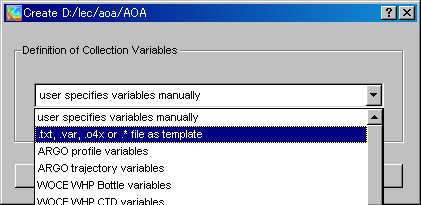 Create D:/lec/aoa/AOA
Definition of Collection Variables
user specifies variables manually
user specifies variables manually
.txt, .var, .o4x or .* file as template
ARGO profile variables
ARGO trajectory variables
WOCE WHP Bottle variables
WOCE WHP CTD variables